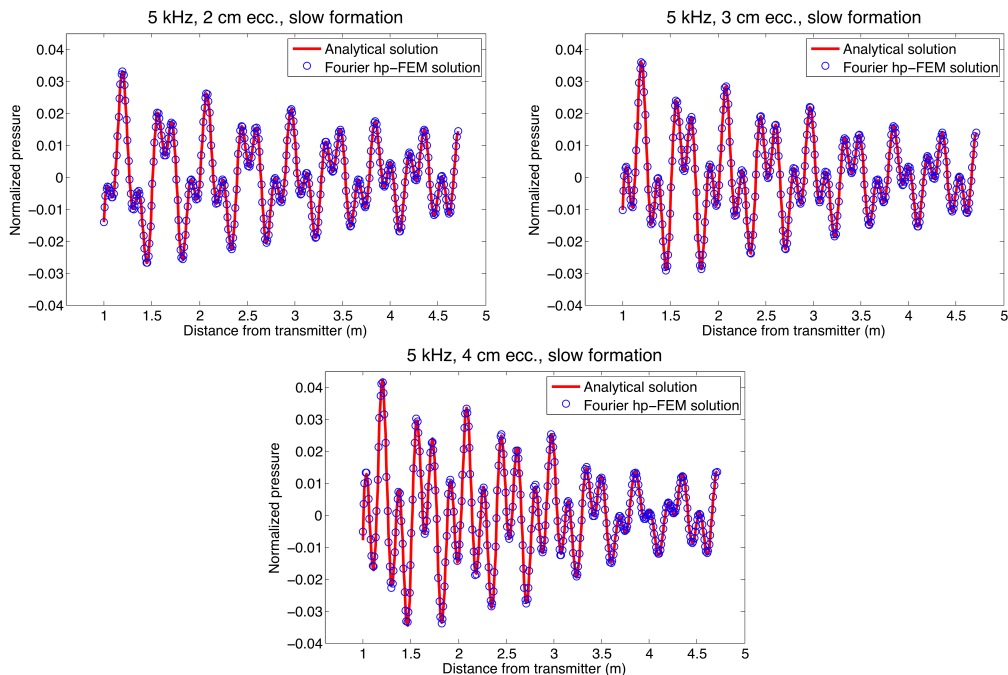 5 kHz, 2 cm ecc., slow formation
Analytical solution
Fourier hp−FEM solution
Normalized pressure
0.04
0.03
0.02
0.01
0
−0.01
−0.02
−0.03
−0.04
1 1.5 2 2.5 3 3.5 4 4.5 5
Distance from transmitter (m)
5 kHz, 3 cm ecc., slow formation
Analytical solution
Fourier hp−FEM solution
Normalized pressure
0.04
0.03
0.02
0.01
0
−0.01
−0.02
−0.03
−0.04
1 1.5 2 2.5 3 3.5 4 4.5 5
Distance from transmitter (m)
5 kHz, 4 cm ecc., slow formation
Analytical solution
Fourier hp−FEM solution
Normalized pressure
0.04
0.03
0.02
0.01
0
−0.01
−0.02
−0.03
−0.04
1 1.5 2 2.5 3 3.5 4 4.5 5
Distance from transmitter (m)